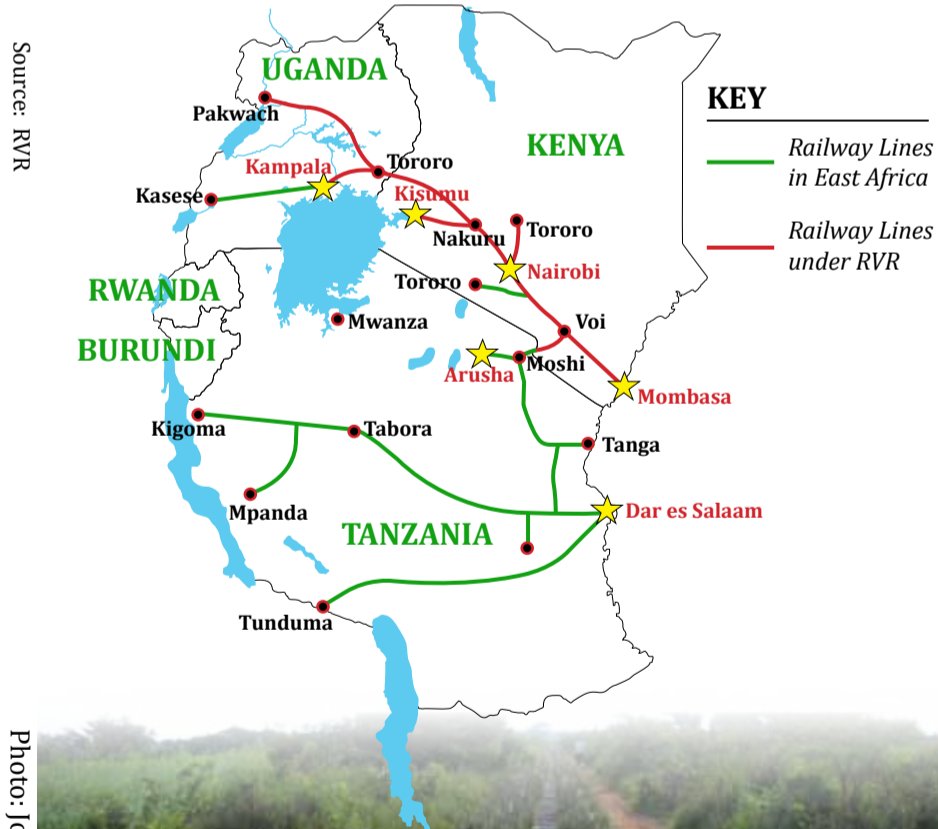 Source: RVR
UGANDA
Pakwach
KEY
KENYA
Railway Lines
in East Africa
Tororo
Kampala
Kasese
Kisumu
Railway Lines
under RVR
Nakuru
Tororo
Nairobi
Tororo
RWANDA
Mwanza
Voi
BURUNDI
Moshi
Arusha
Mombasa
Kigoma
Tabora
Tanga
Mpanda
Dar es Salaam
TANZANIA
Tunduma
Photo: